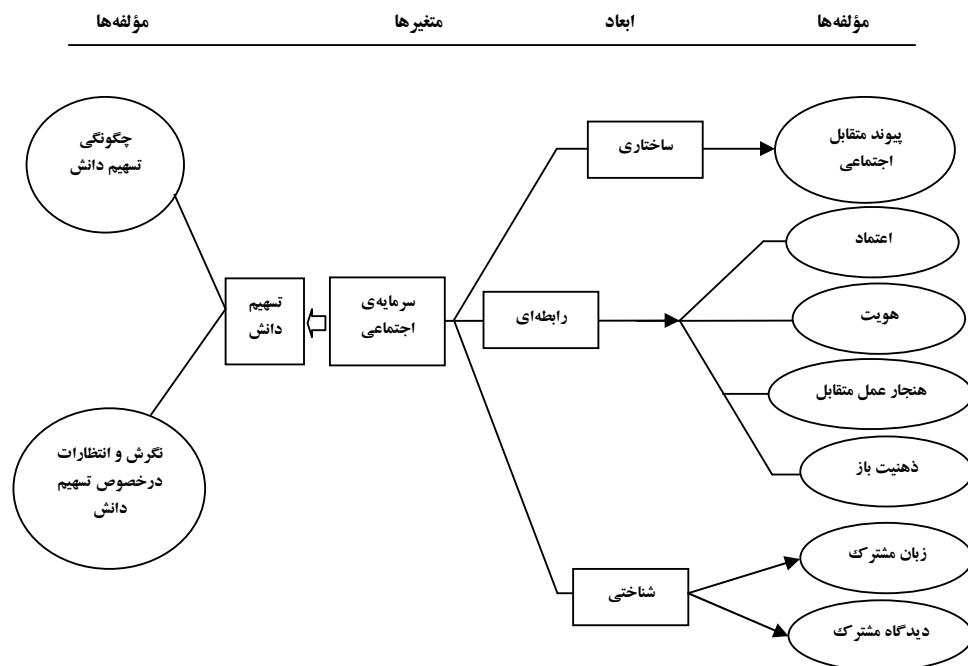 مؤلفه‌ها
ابعاد
متغیرها
مؤلفه‌ها
پیوند متقابل
اجتماعی
ساختاری
چگونگی
تسهیم دانش
اعتماد
هویت
رابطه‌ای
سرمایه‌ی
اجتماعی
تسهیم
دانش
هنجار عمل متقابل
ذهنیت باز
نگرش و انتظارات
درخصوص تسهیم
دانش
زبان مشترک
شناختی
دیدگاه مشترک